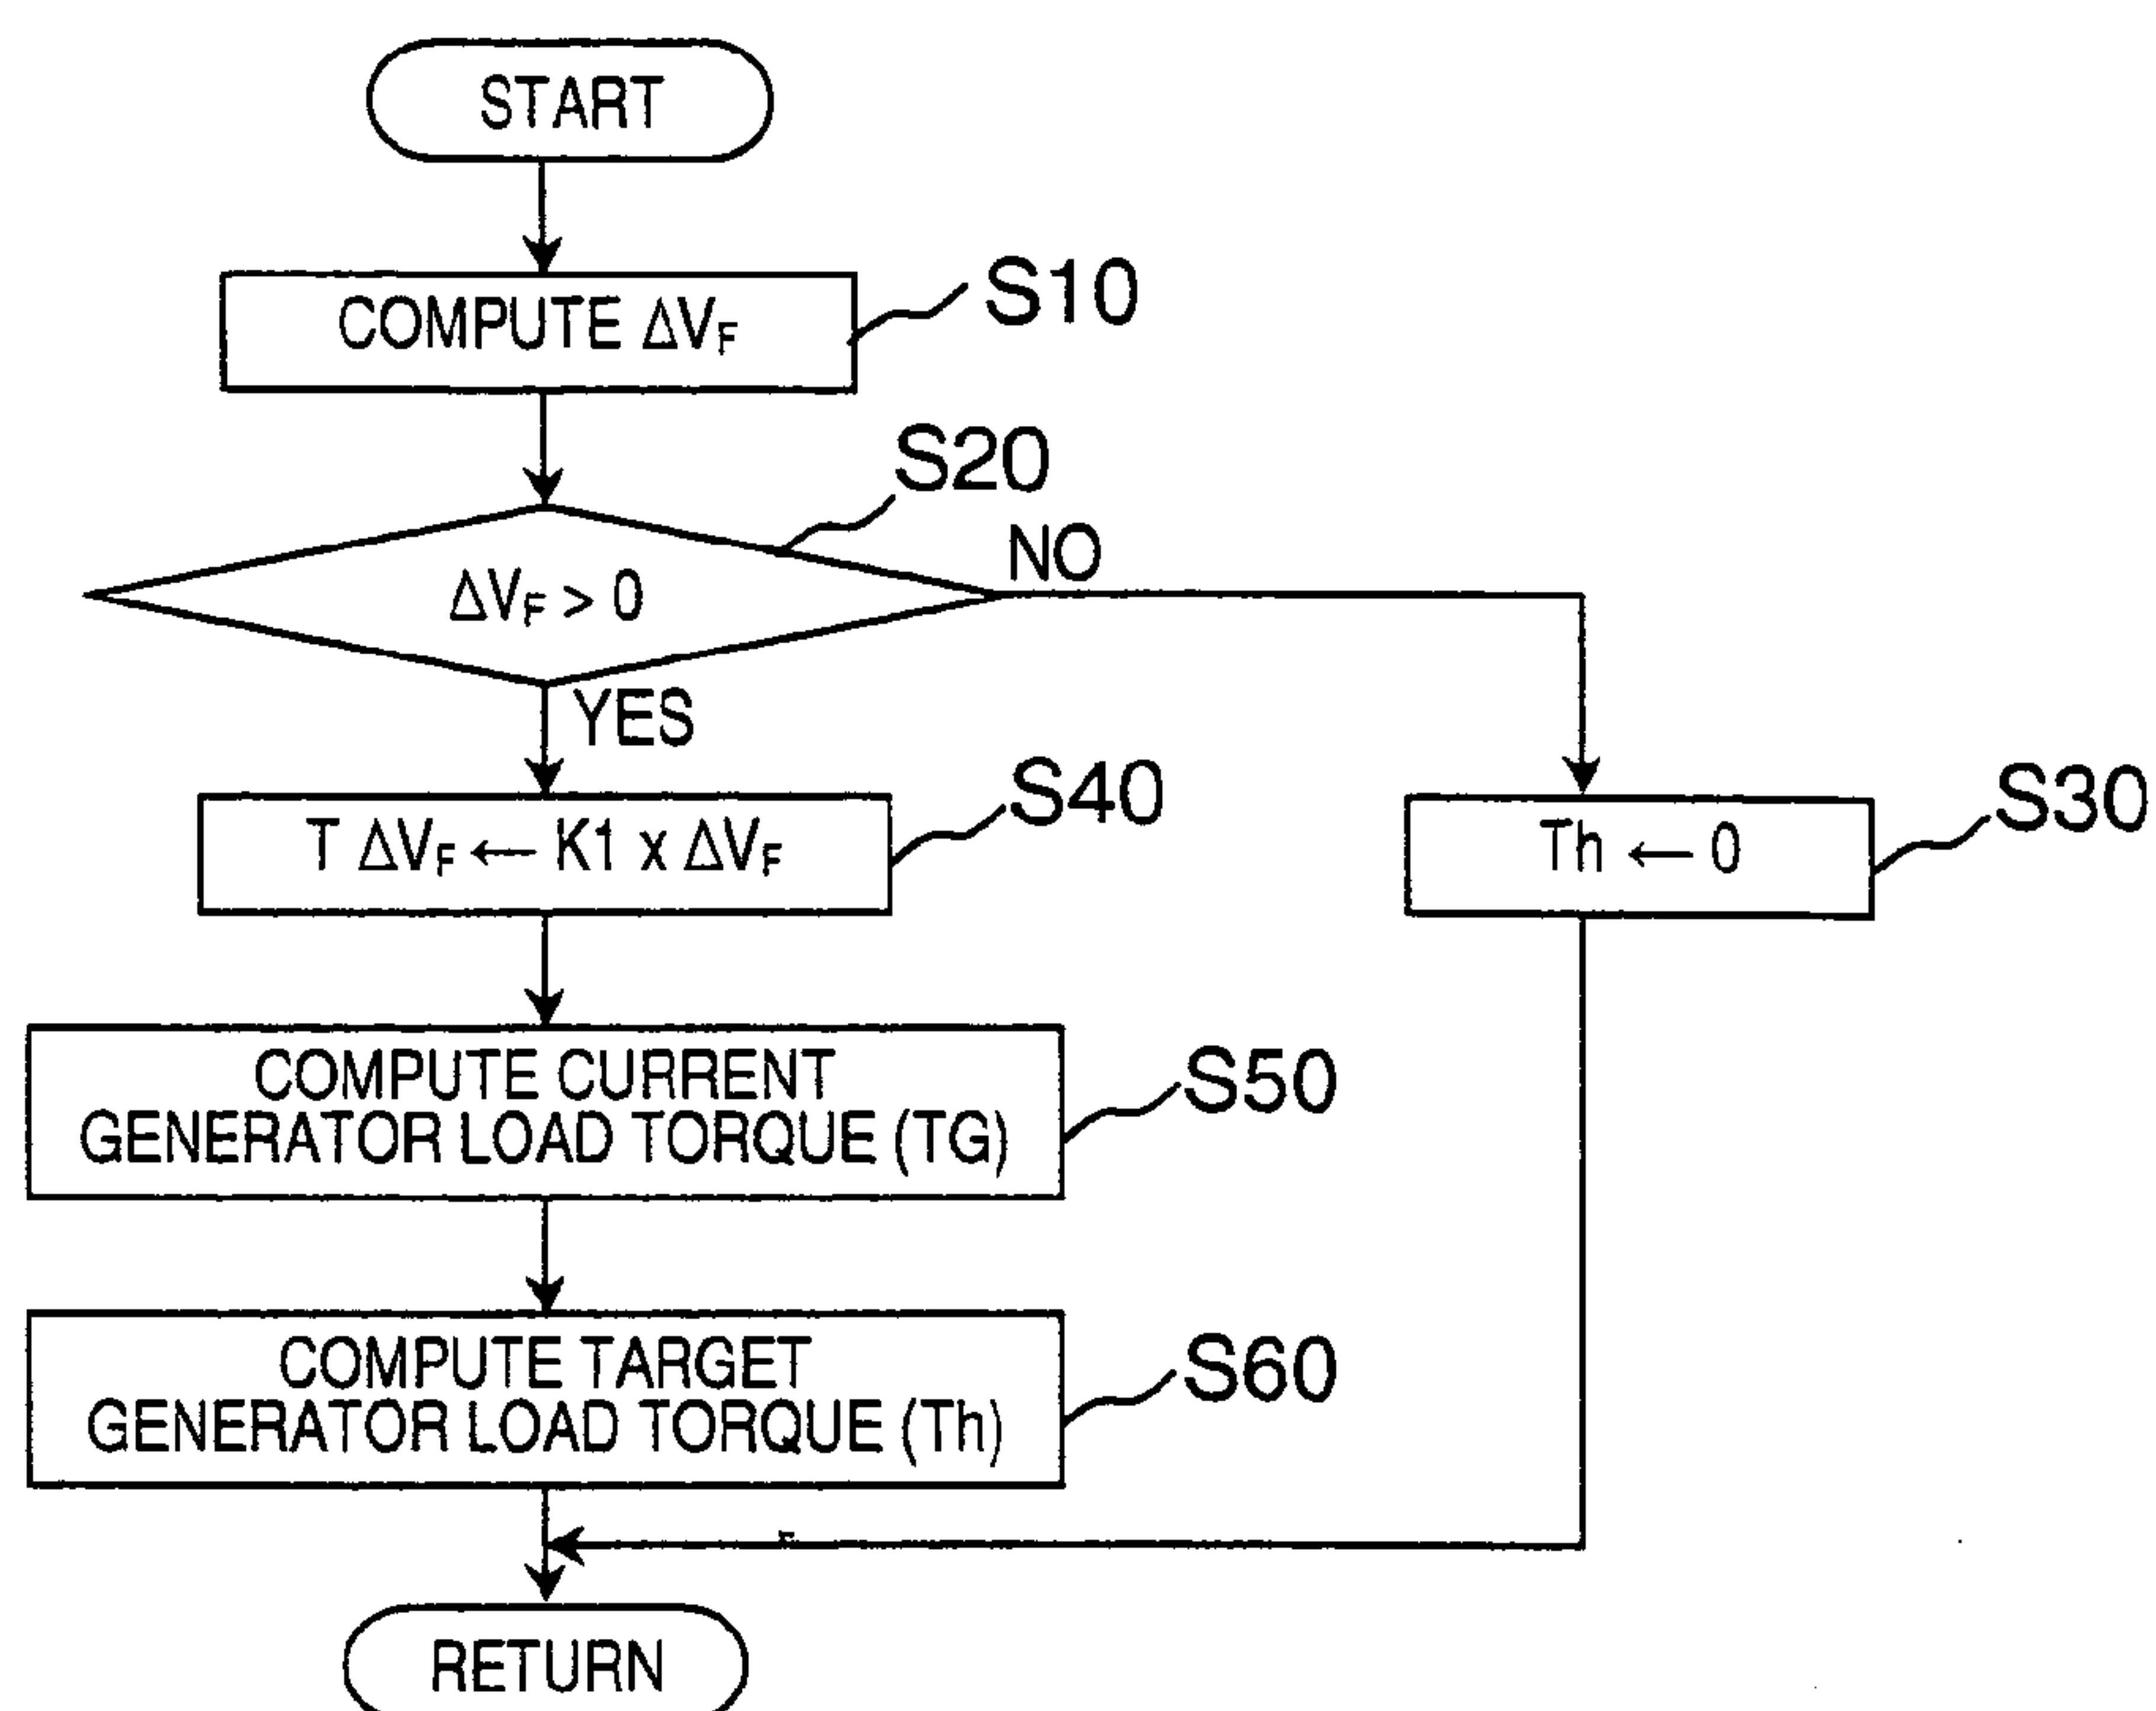 START
COMPUTE ΔVF
S10
S20
ΔVF > 0
NO
YES
T ΔVF ← K1 x ΔVF
S40
Th ← 0
S30
COMPUTE CURRENT
GENERATOR LOAD TORQUE (TG)
S50
COMPUTE TARGET
GENERATOR LOAD TORQUE (Th)
S60
RETURN